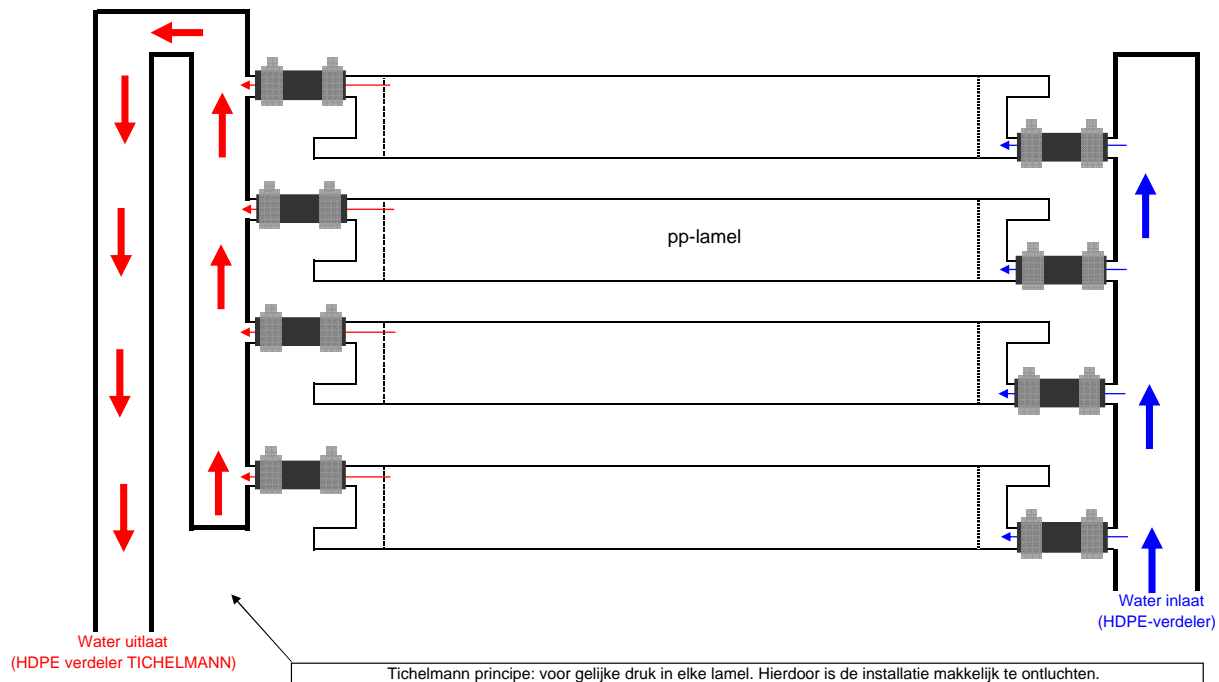 pp-lamel
Water inlaat
(HDPE-verdeler)
Water uitlaat
(HDPE verdeler TICHELMANN)
Tichelmann principe: voor gelijke druk in elke lamel. Hierdoor is de installatie makkelijk te ontluchten.